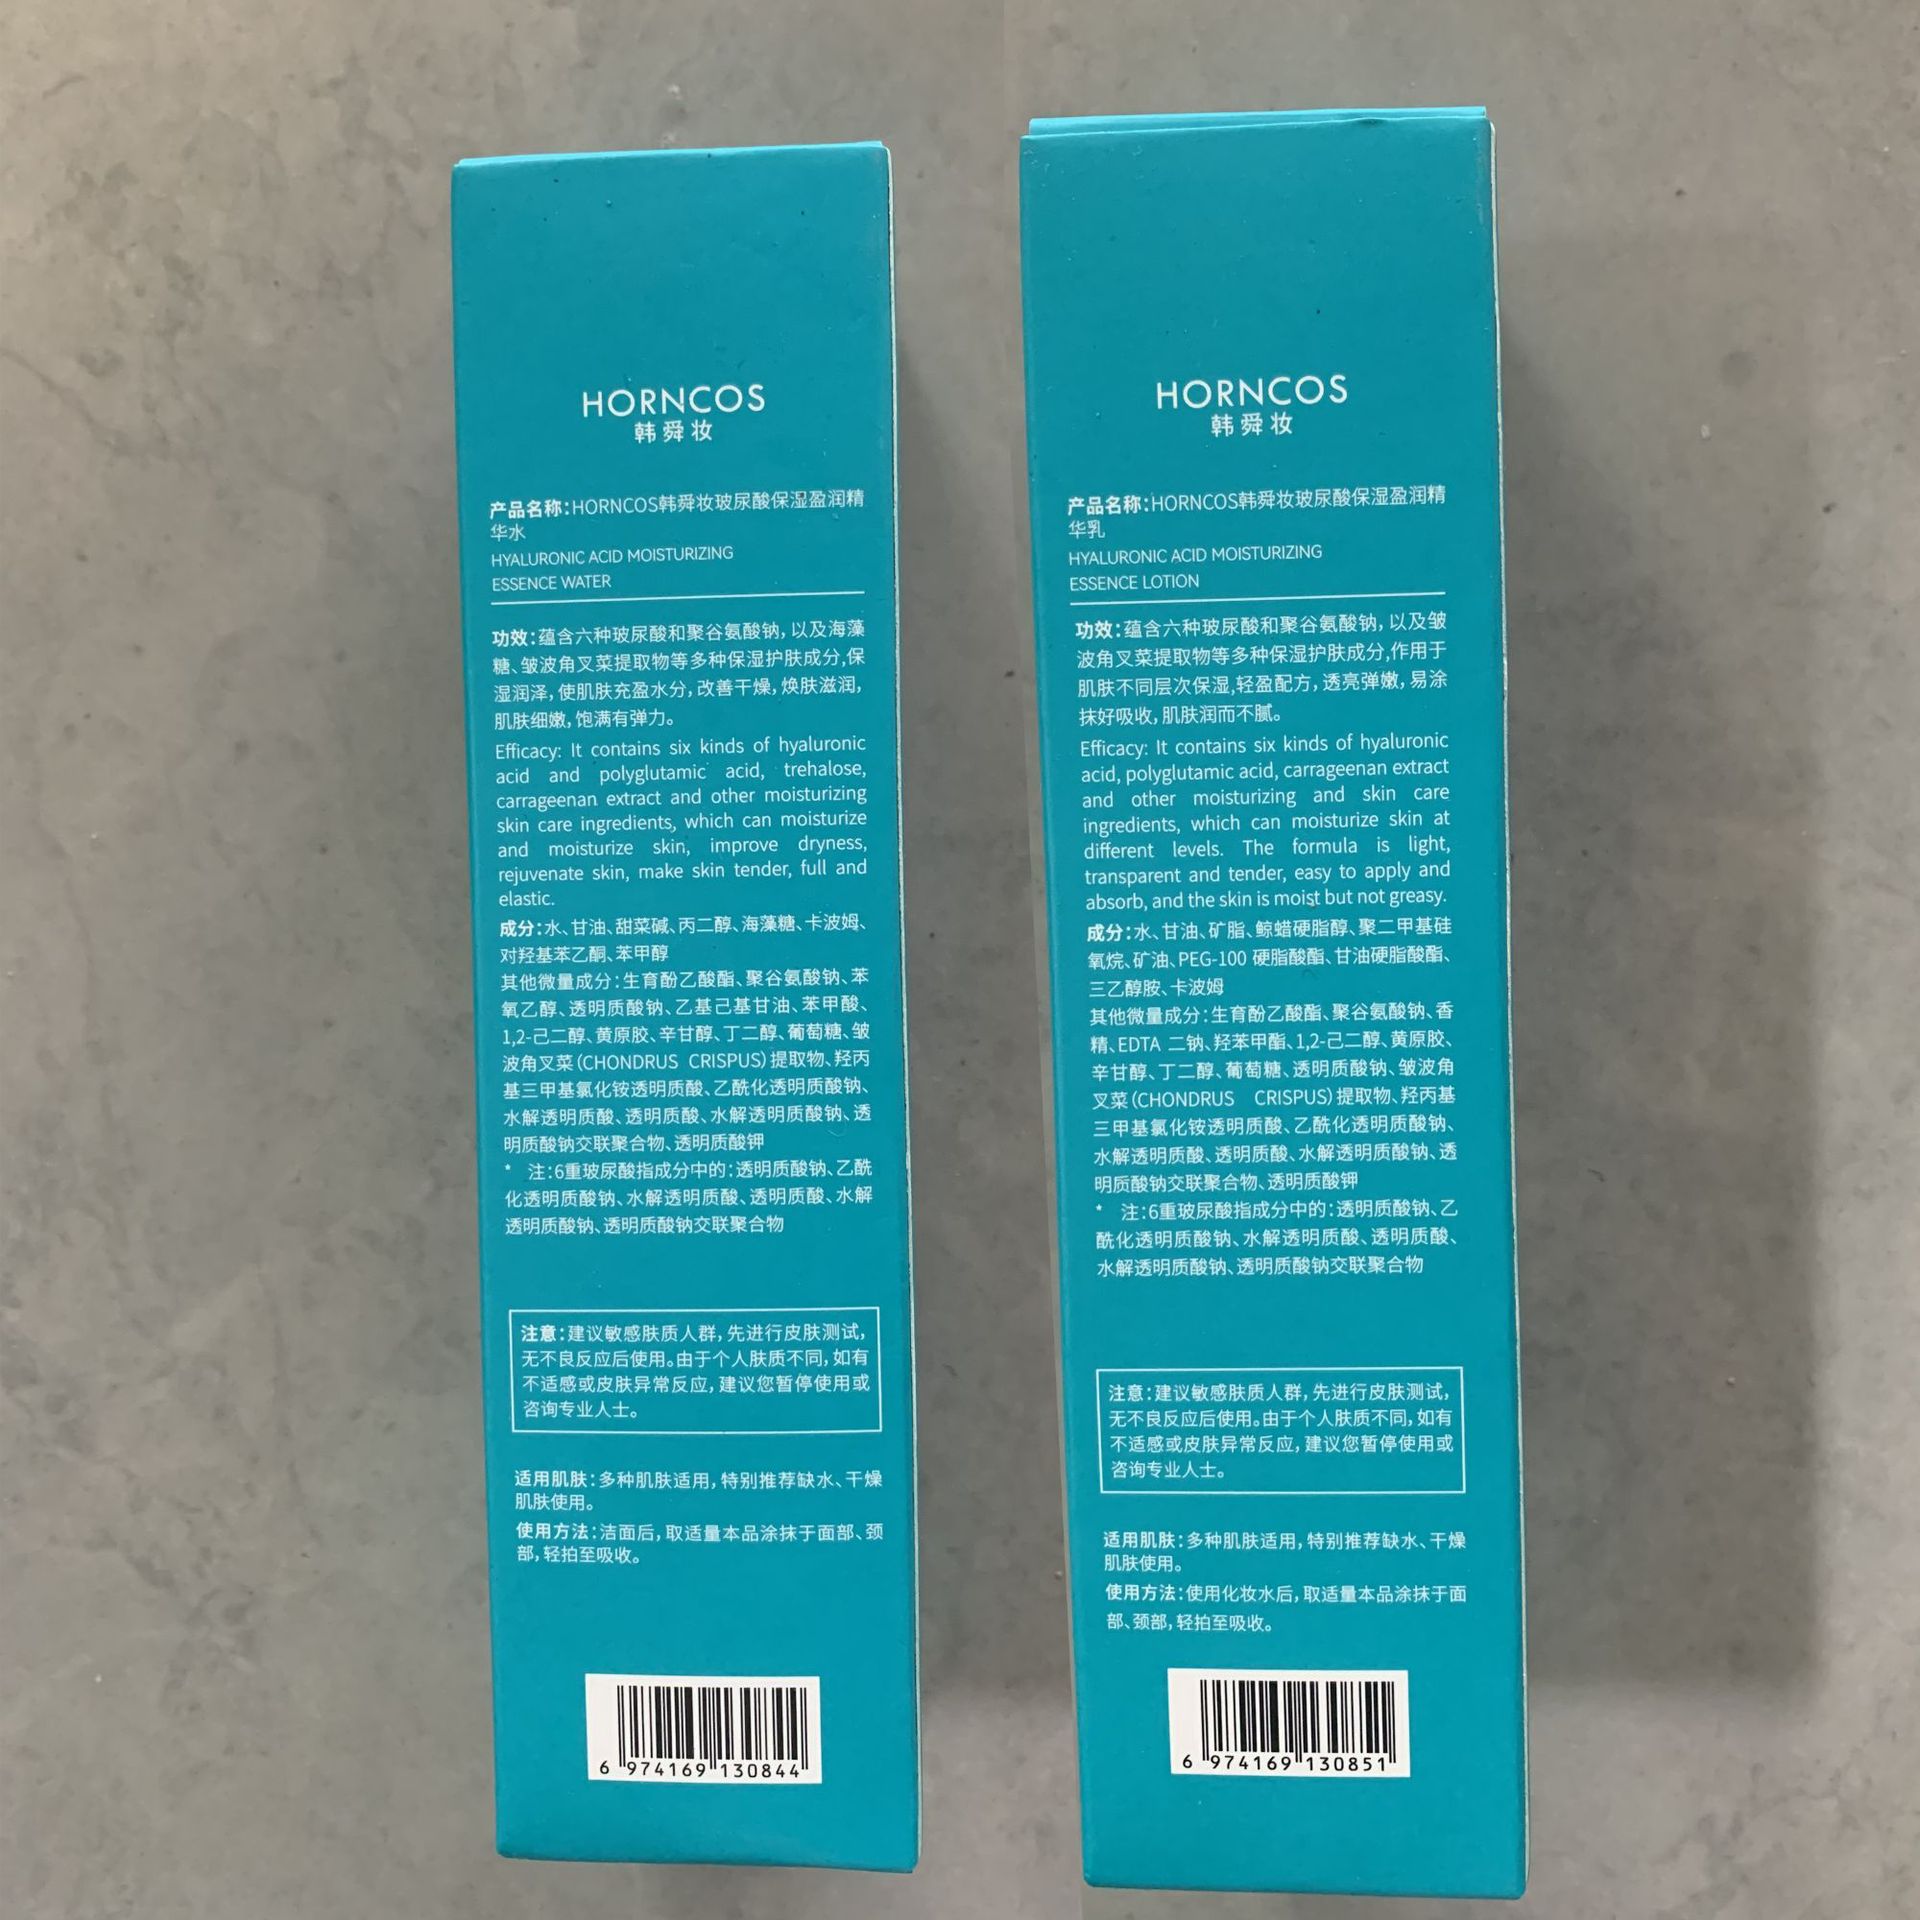 HORNCOS
韩舜妆
产品名称:HORNCOS韩舜妆玻尿酸保湿盈润精
华水
HYALURONIC ACID MOISTURIZING
ESSENCE WATER
功效:蕴含六种玻尿酸和聚谷氨酸钠,以及海藻
糖、皱波角叉菜提取物等多种保湿护肤成分,保
湿润泽,使肌肤充盈水分,改善干燥,焕肤滋润,
肌肤细嫩,饱满有弹力。
Efficacy: It contains six kinds of hyaluronic
acid and polyglutamic acid, trehalose,
carrageenan extract and other moisturizing
skin care ingredients, which can moisturize
and moisturize skin, improve dryness,
rejuvenate skin, make skin tender, full and
elastic.
成分:水、甘油、甜菜碱、丙二醇、海藻糖、卡波姆、
对羟基苯乙酮、苯甲醇
其他微量成分:生育酚乙酸酯、聚谷氨酸钠、苯
氧乙醇、透明质酸钠、乙基己基甘油、苯甲酸、
1,2-己二醇、黄原胶、辛甘醇、丁二醇、葡萄糖、皱
波角叉菜(CHONDRUS CRISPUS)提取物、羟丙
基三甲基氯化铵透明质酸、乙酰化透明质酸钠、
水解透明质酸、透明质酸、水解透明质酸钠、透
明质酸钠交联聚合物、透明质酸钾
* 注:6重玻尿酸指成分中的:透明质酸钠、乙酰
化透明质酸钠、水解透明质酸、透明质酸、水解
透明质酸钠、透明质酸钠交联聚合物
注意:建议敏感肤质人群,先进行皮肤测试,
无不良反应后使用。由于个人肤质不同,如有
不适感或皮肤异常反应,建议您暂停使用或
咨询专业人士。
适用肌肤:多种肌肤适用,特别推荐缺水、干燥
肌肤使用。
使用方法:洁面后,取适量本品涂抹于面部、颈
部,轻拍至吸收。
6 974169 130844
HORNCOS
韩舜妆
产品名称:HORNCOS韩舜妆玻尿酸保湿盈润精
华乳
HYALURONIC ACID MOISTURIZING
ESSENCE LOTION
功效:蕴含六种玻尿酸和聚谷氨酸钠,以及皱
波角叉菜提取物等多种保湿护肤成分,作用于
肌肤不同层次保湿,轻盈配方,透亮弹嫩,易涂
抹好吸收,肌肤润而不腻。
Efficacy: It contains six kinds of hyaluronic
acid, polyglutamic acid, carrageenan extract
and other moisturizing and skin care
ingredients, which can moisturize skin at
different levels. The formula is light,
transparent and tender, easy to apply and
absorb, and the skin is moist but not greasy.
成分:水、甘油、矿脂、鲸蜡硬脂醇、聚二甲基硅
氧烷、矿油、PEG-100 硬脂酸酯、甘油硬脂酸酯、
三乙醇胺、卡波姆
其他微量成分:生育酚乙酸酯、聚谷氨酸钠、香
精、EDTA 二钠、羟苯甲酯、1,2-己二醇、黄原胶、
辛甘醇、丁二醇、葡萄糖、透明质酸钠、皱波角
叉菜(CHONDRUS CRISPUS)提取物、羟丙基
三甲基氯化铵透明质酸、乙酰化透明质酸钠、
水解透明质酸、透明质酸、水解透明质酸钠、透
明质酸钠交联聚合物、透明质酸钾
* 注:6重玻尿酸指成分中的:透明质酸钠、乙
酰化透明质酸钠、水解透明质酸、透明质酸、
水解透明质酸钠、透明质酸钠交联聚合物
注意:建议敏感肤质人群,先进行皮肤测试,
无不良反应后使用。由于个人肤质不同,如有
不适感或皮肤异常反应,建议您暂停使用或
咨询专业人士。
适用肌肤:多种肌肤适用,特别推荐缺水、干燥
肌肤使用。
使用方法:使用化妆水后,取适量本品涂抹于面
部、颈部,轻拍至吸收。
6 974169 130851